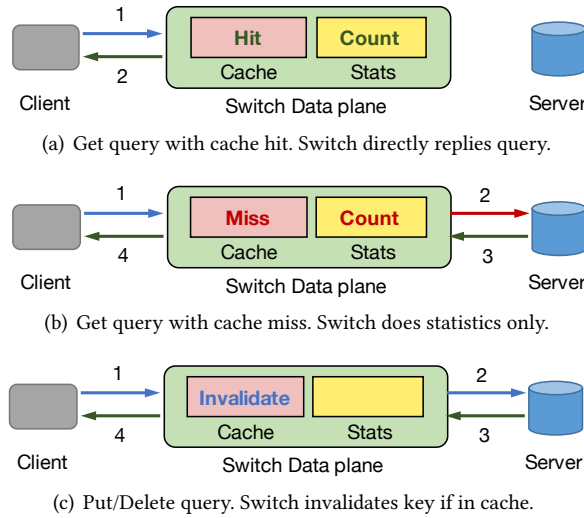 1
Hit Count
2
Cache Stats
Client Switch Data plane Server
(a) Get query with cache hit. Switch directly replies query.
1 2
Miss Count
4 Cache Stats 3
Client Switch Data plane Server
(b) Get query with cache miss. Switch does statistics only.
1 2
Invalidate
4 Cache Stats 3
Client Switch Data plane Server
(c) Put/Delete query. Switch invalidates key if in cache.